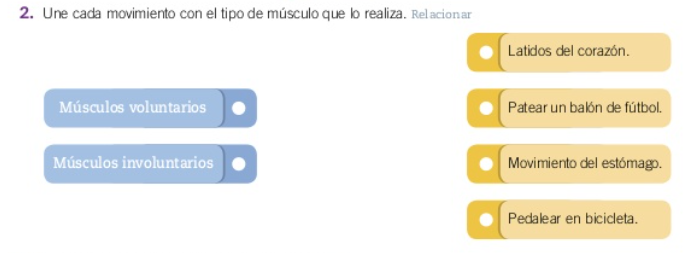 2. Une cada movimiento con el tipo de músculo que lo realiza. Relacionar
Latidos del corazón.
Músculos voluntarios
Patear un balón de fútbol.
Músculos involuntarios
Movimiento del estómago.
Pedalear en bicicleta.